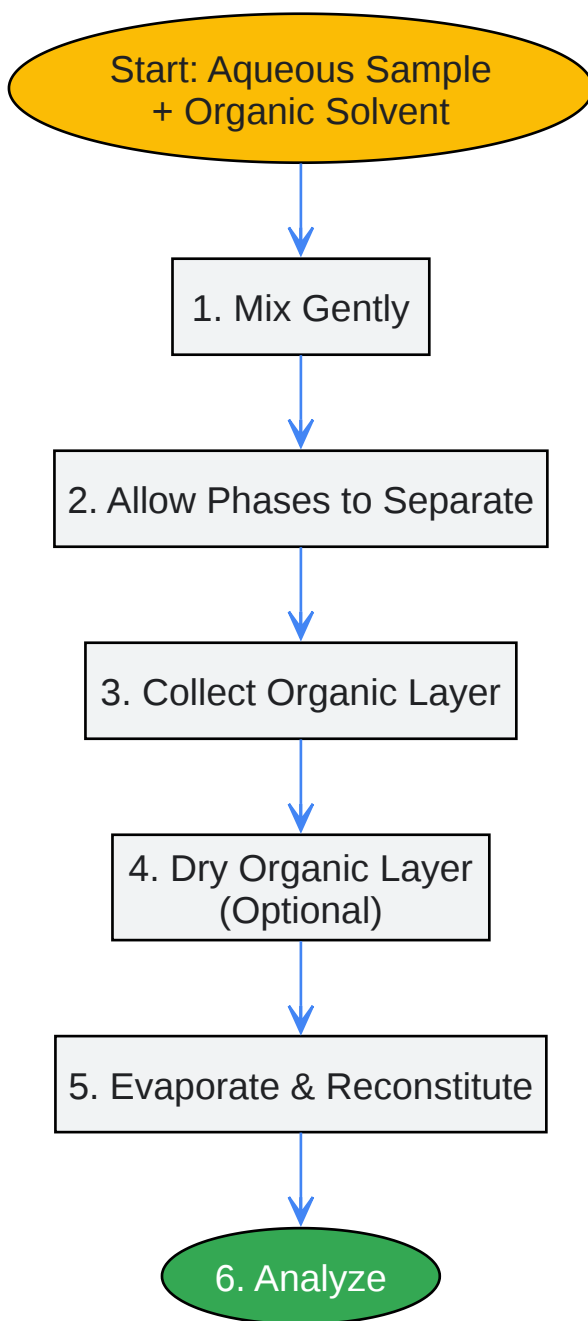 Start: Aqueous Sample
+ Organic Solvent
1. Mix Gently
2. Allow Phases to Separate
3. Collect Organic Layer
4. Dry Organic Layer
(Optional)
5. Evaporate & Reconstitute
6. Analyze